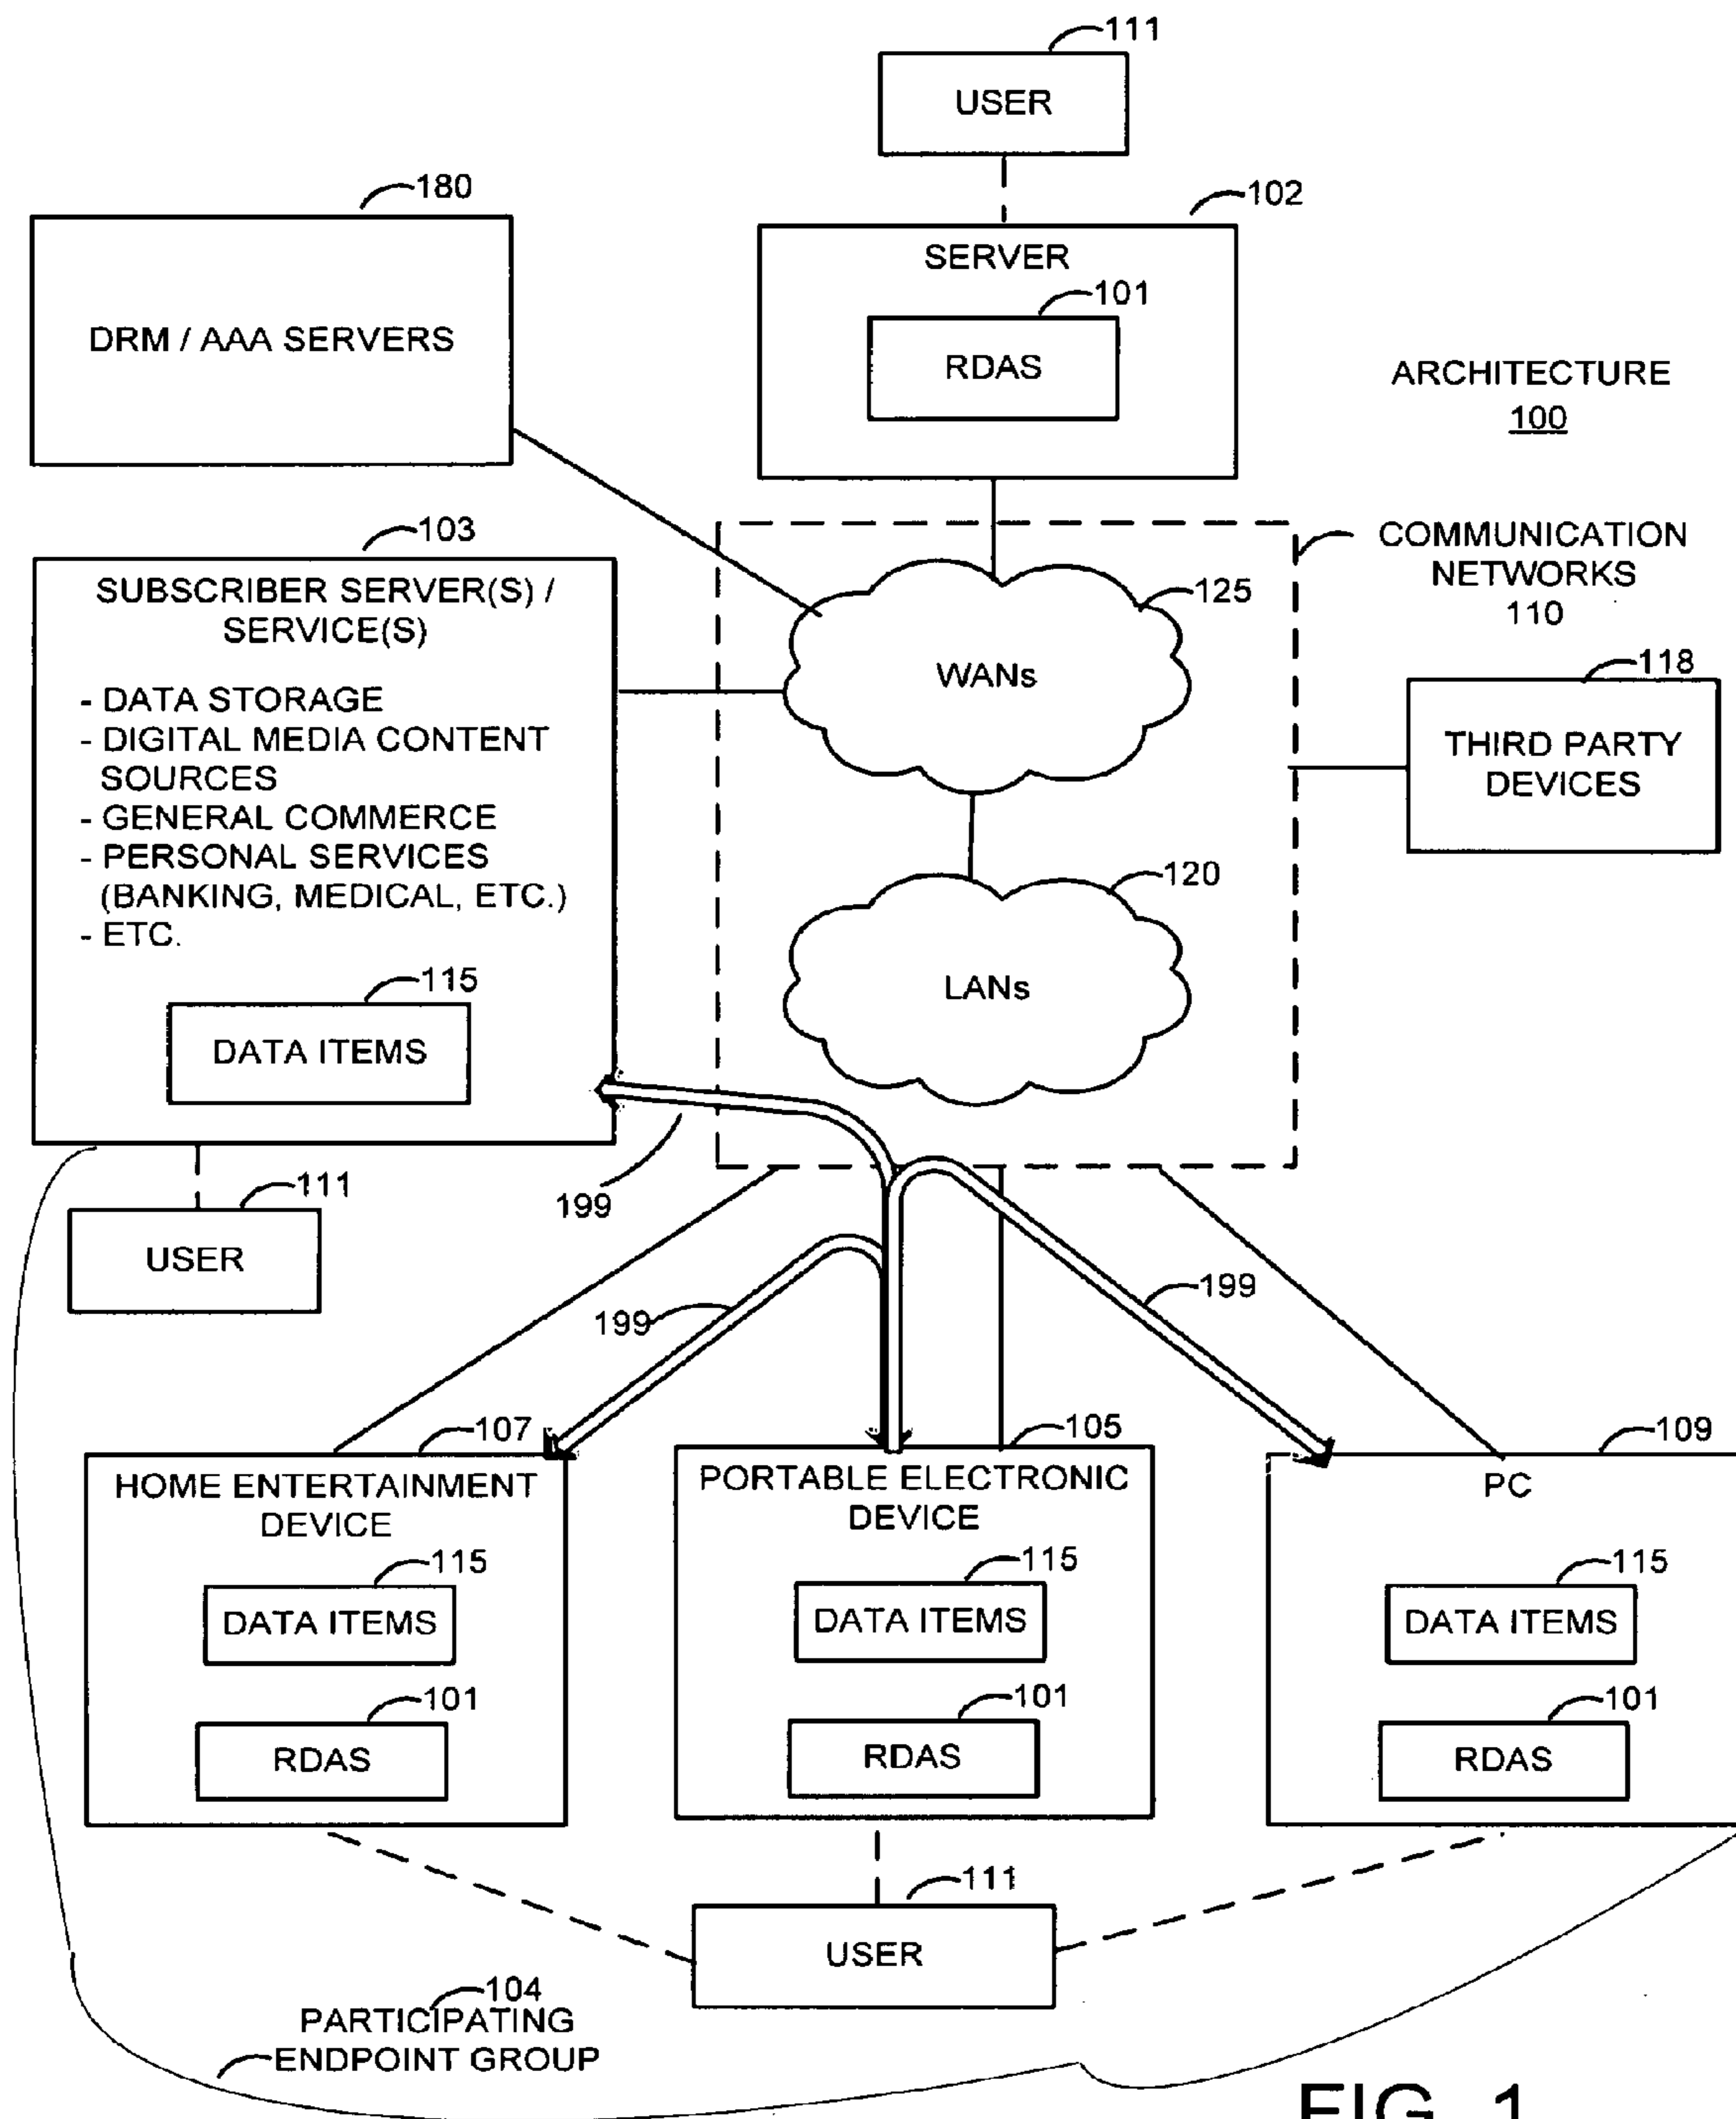 111
USER
180
102
DRM / AAA SERVERS
SERVER
101
RDAS
ARCHITECTURE
100
103
SUBSCRIBER SERVER(S) /
SERVICE(S)
- DATA STORAGE
- DIGITAL MEDIA CONTENT
SOURCES
- GENERAL COMMERCE
- PERSONAL SERVICES
(BANKING, MEDICAL, ETC.)
- ETC.
115
DATA ITEMS
COMMUNICATION
NETWORKS
110
125
WANs
118
THIRD PARTY
DEVICES
120
LANs
199
111
USER
199
199
107
HOME ENTERTAINMENT
DEVICE
115
DATA ITEMS
101
RDAS
105
PORTABLE ELECTRONIC
DEVICE
115
DATA ITEMS
101
RDAS
109
PC
115
DATA ITEMS
101
RDAS
111
USER
104
PARTICIPATING
ENDPOINT GROUP
FIG. 1